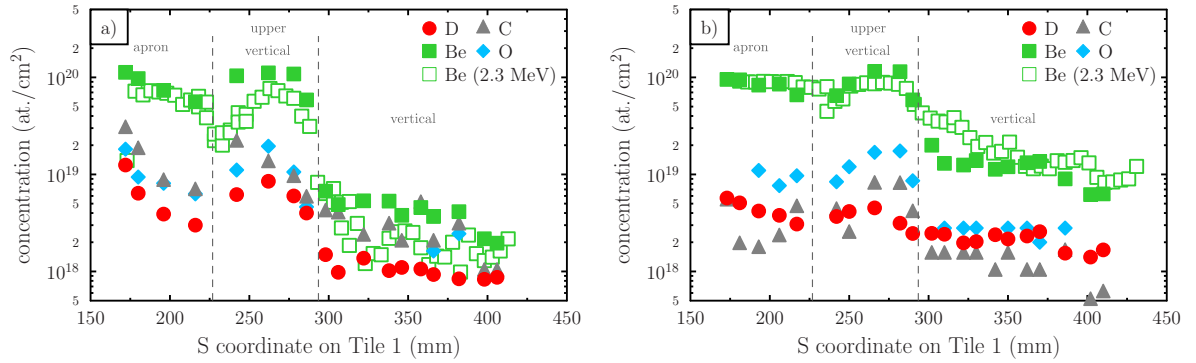 a)
upper
apron
vertical
vertical
D
C
Be
O
Be (2.3 MeV)
concentration (at./cm²)
5
10²⁰
5
2
10¹⁹
5
2
10¹⁸
5
150 200 250 300 350 400 450
S coordinate on Tile 1 (mm)
b)
upper
apron
vertical
vertical
D
C
Be
O
Be (2.3 MeV)
concentration (at./cm²)
5
2
10²⁰
5
2
10¹⁹
5
2
10¹⁸
5
150 200 250 300 350 400 450
S coordinate on Tile 1 (mm)